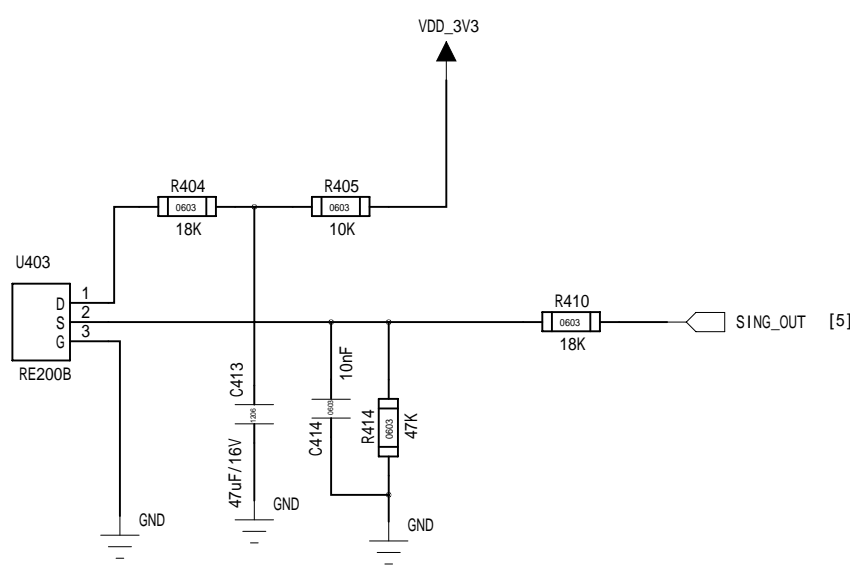 VDD_3V3
R404
0603
18K
R405
0603
10K
U403
D
1
S
2
G
3
RE200B
R410
0603
18K
SING_OUT [5]
C413
1206
47uF/16V
10nF
0603
C414
R414
0603
47K
GND
GND
GND